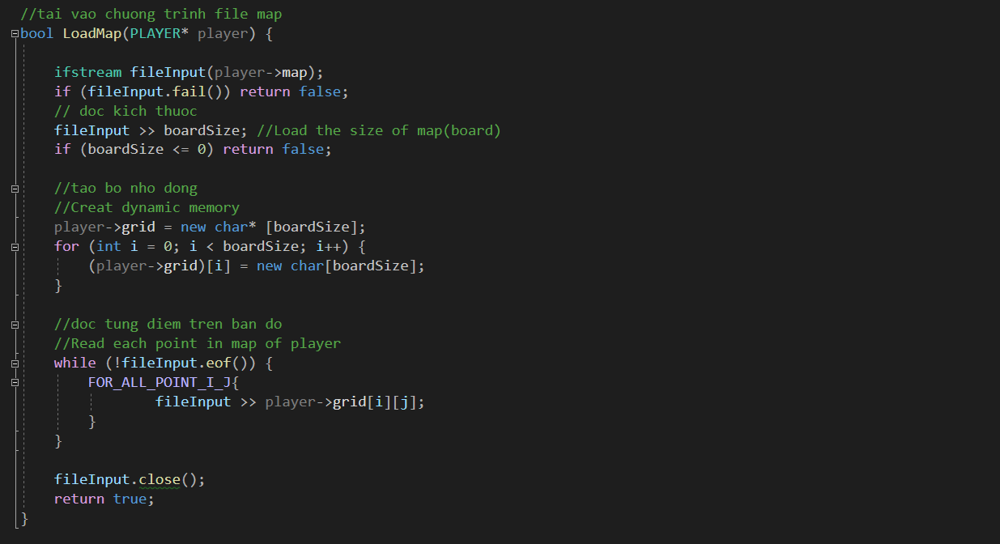 //tai vao chuong trinh file map
bool LoadMap(PLAYER* player) {
ifstream fileInput(player->map);
if (fileInput.fail()) return false;
// doc kich thuoc
fileInput >> boardSize; //Load the size of map(board)
if (boardSize <= 0) return false;
//tao bo nho dong
//Creat dynamic memory
player->grid = new char* [boardSize];
for (int i = 0; i < boardSize; i++) {
(player->grid)[i] = new char[boardSize];
}
//doc tung diem tren ban do
//Read each point in map of player
while (!fileInput.eof()) {
FOR_ALL_POINT_I_J{
fileInput >> player->grid[i][j];
}
}
fileInput.close();
return true;
}